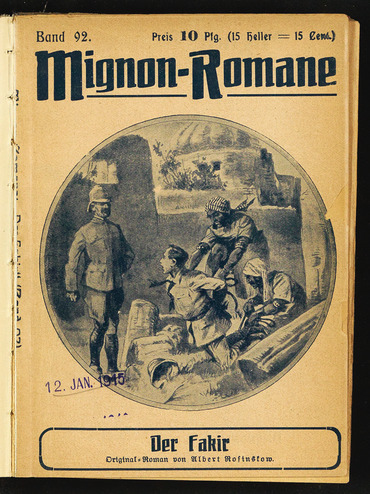 Band 92.
Preis 10 Pfg. (15 Heller = 15 Cent.)
Mignon-Romane
12. JAN. 1915
Der Fakir
Original-Roman von Albert Rosinskow.